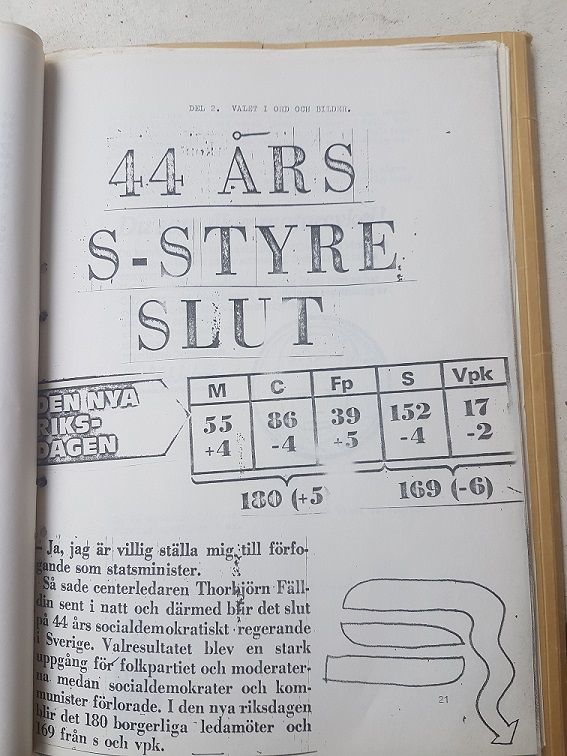 DEL 2. VALET I ORD OCH BILDER.
44 ÅRS
S-STYRE
SLUT
DEN NYA
RIKS-
DAGEN
M C Fp S Vpk
55 86 39 152 17
+4 -4 +5 -4 -2
180 (+5 169 (-6)
– Ja, jag är villig ställa mig till förfo-
gande som statsminister.
Så sade centerledaren Thorbjörn Fäll-
din sent i natt och därmed blir det slut
på 44 års socialdemokratiskt regerande
i Sverige. Valresultatet blev en stark
uppgång för folkpartiet och moderater-
na medan socialdemokrater och kom-
munister förlorade. I den nya riksdagen
blir det 180 borgerliga ledamöter och
169 från s och vpk.
21